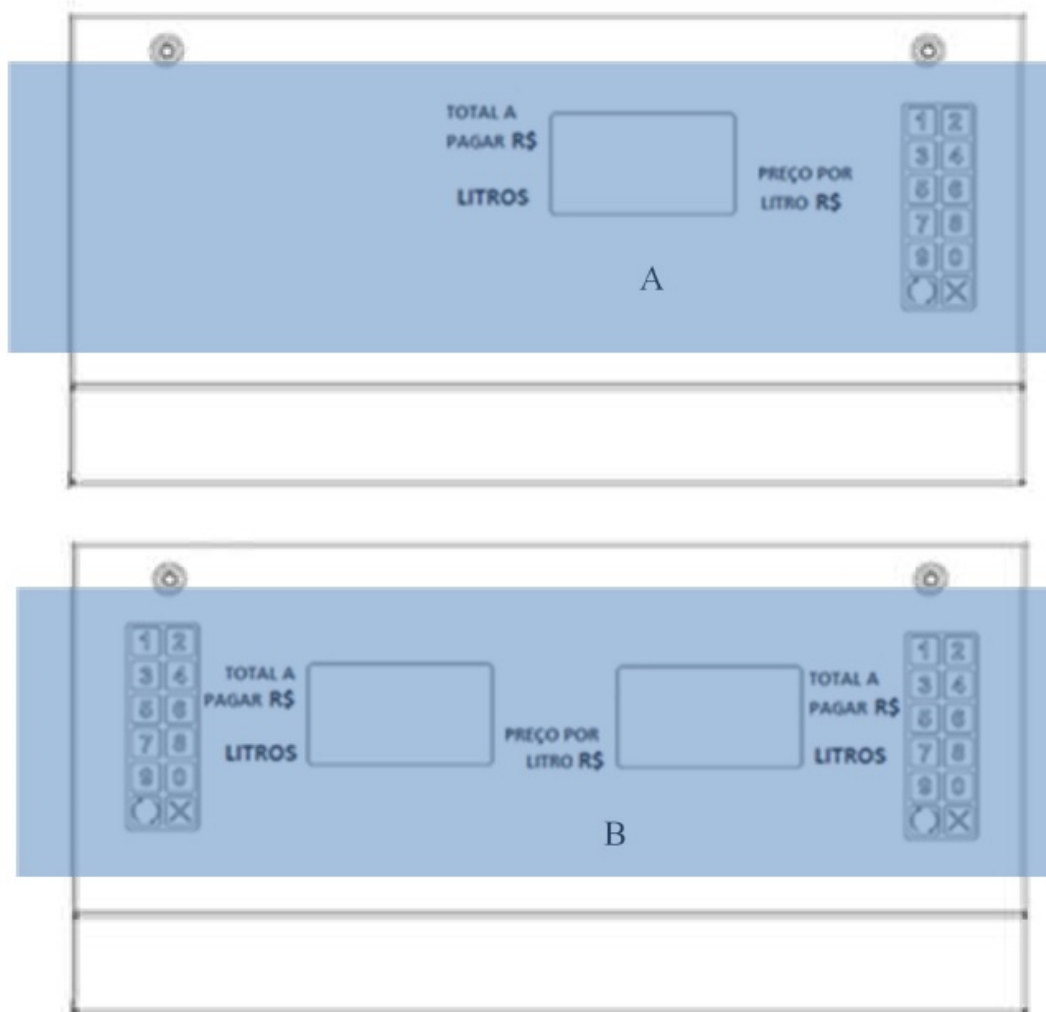 TOTAL A
PAGAR R$
LITROS
PREÇO POR
LITRO R$
1 2
3 4
5 6
7 8
9 0
A
1 2
3 4
5 6
7 8
9 0
TOTAL A
PAGAR R$
LITROS
PREÇO POR
LITRO R$
TOTAL A
PAGAR R$
LITROS
1 2
3 4
5 6
7 8
9 0
B